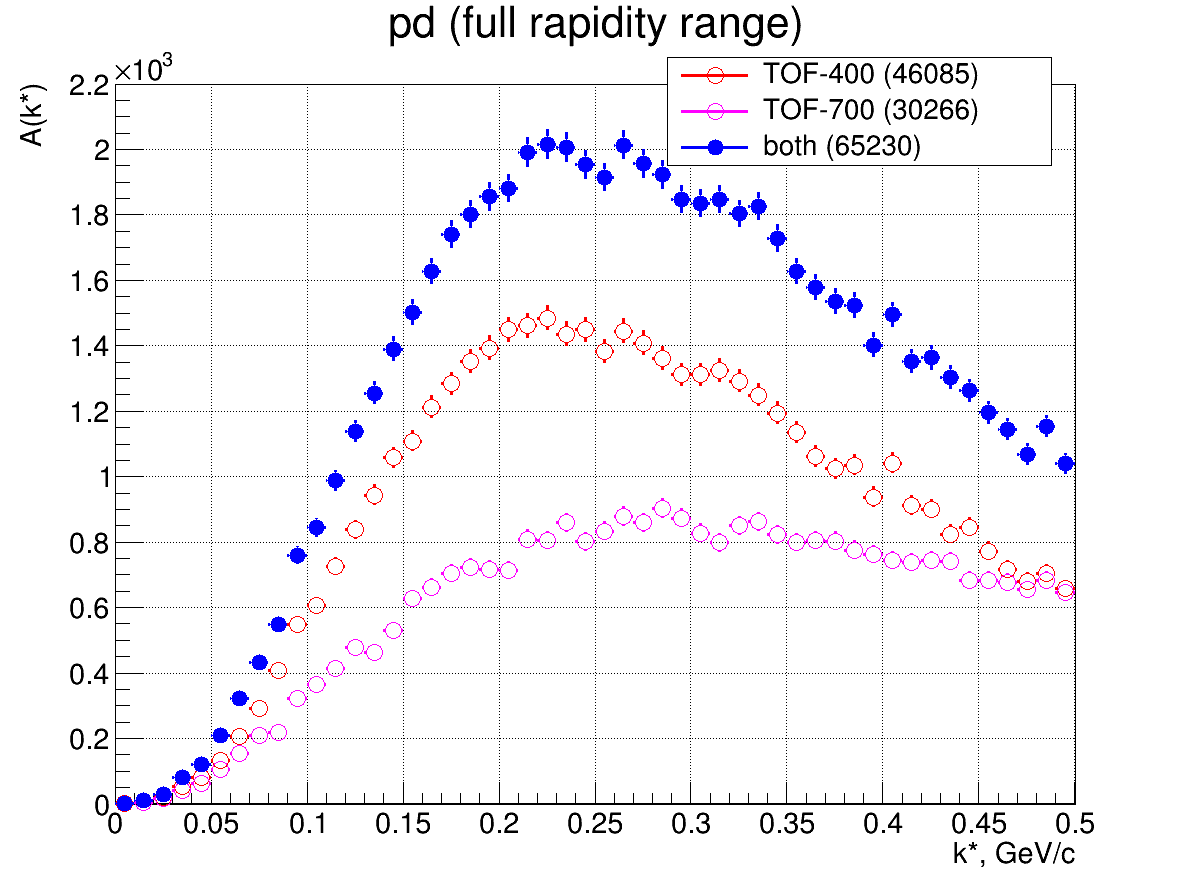 pd (full rapidity range)
×10³
A(k*)
TOF-400 (46085)
TOF-700 (30266)
both (65230)
2.2
2
1.8
1.6
1.4
1.2
1
0.8
0.6
0.4
0.2
0
0 0.05 0.1 0.15 0.2 0.25 0.3 0.35 0.4 0.45 0.5
k*, GeV/c